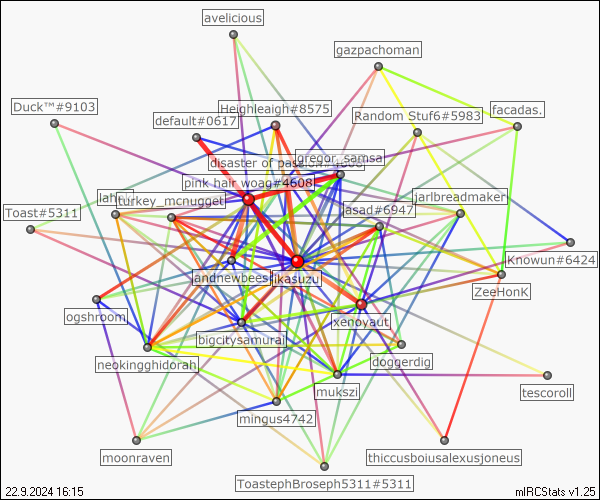 avelicious
gazpachoman
Duck™#9103
Heighleaigh#8575
default#0617
Random Stuf6#5983
facadas.
gregor_samsa
disaster of passion#4808
pink hair woag#4608
turkey_mcnugget
jarlbreadmaker
asad#6947
Toast#5311
Knowun#6424
andnewbees
ikasuzu
ZeeHonK
ogshroom
xenoyaut
bigcitysamurai
neokingghidorah
doggerdig
mukszi
tescoroll
mingus4742
moonraven
thiccusboiusalexusjoneus
ToastephBroseph5311#5311
22.9.2024 16:15
mIRCStats v1.25